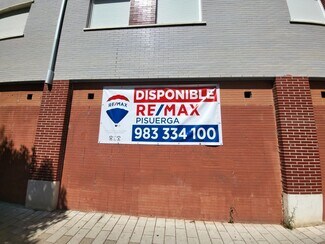 DISPONIBLE
RE/MAX
RE/MAX
PISUERGA
983 334 100